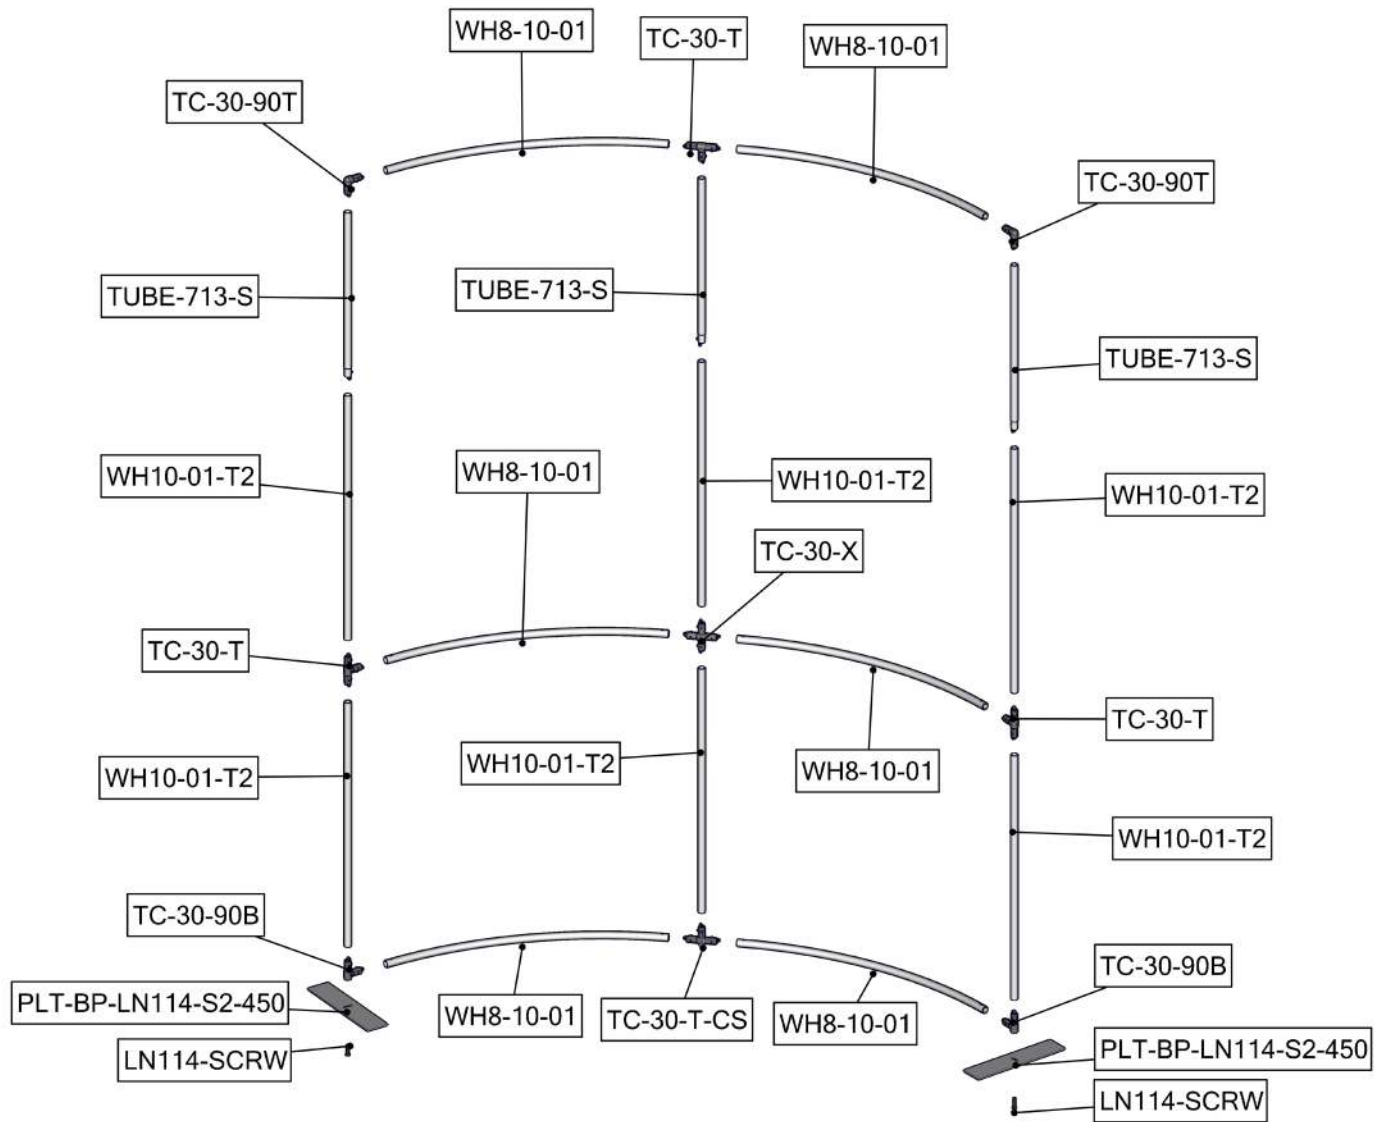 WH8-10-01
TC-30-T
WH8-10-01
TC-30-90T
TC-30-90T
TUBE-713-S
TUBE-713-S
TUBE-713-S
WH10-01-T2
WH8-10-01
WH10-01-T2
WH10-01-T2
TC-30-X
TC-30-T
TC-30-T
WH10-01-T2
WH10-01-T2
WH8-10-01
WH10-01-T2
TC-30-90B
TC-30-90B
PLT-BP-LN114-S2-450
WH8-10-01
TC-30-T-CS
WH8-10-01
PLT-BP-LN114-S2-450
LN114-SCRW
LN114-SCRW